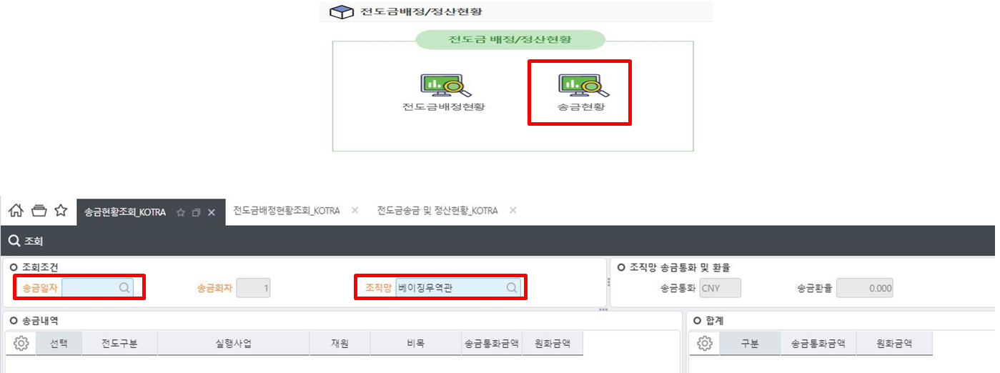 전도금배정/정산현황
전도금 배정/정산현황
전도금배정현황
송금현황
송금현황조회_KOTRA
전도금배정현황조회_KOTRA
전도금송금 및 정산현황_KOTRA
조회
조회조건
송금일자
송금회차 1
조직망 베이징무역관
조직망 송금통화 및 환율
송금통화 CNY
송금환율 0.000
송금내역
선택 전도구분 실행사업 재원 비목 송금통화금액 원화금액
합계
구분 송금통화금액 원화금액